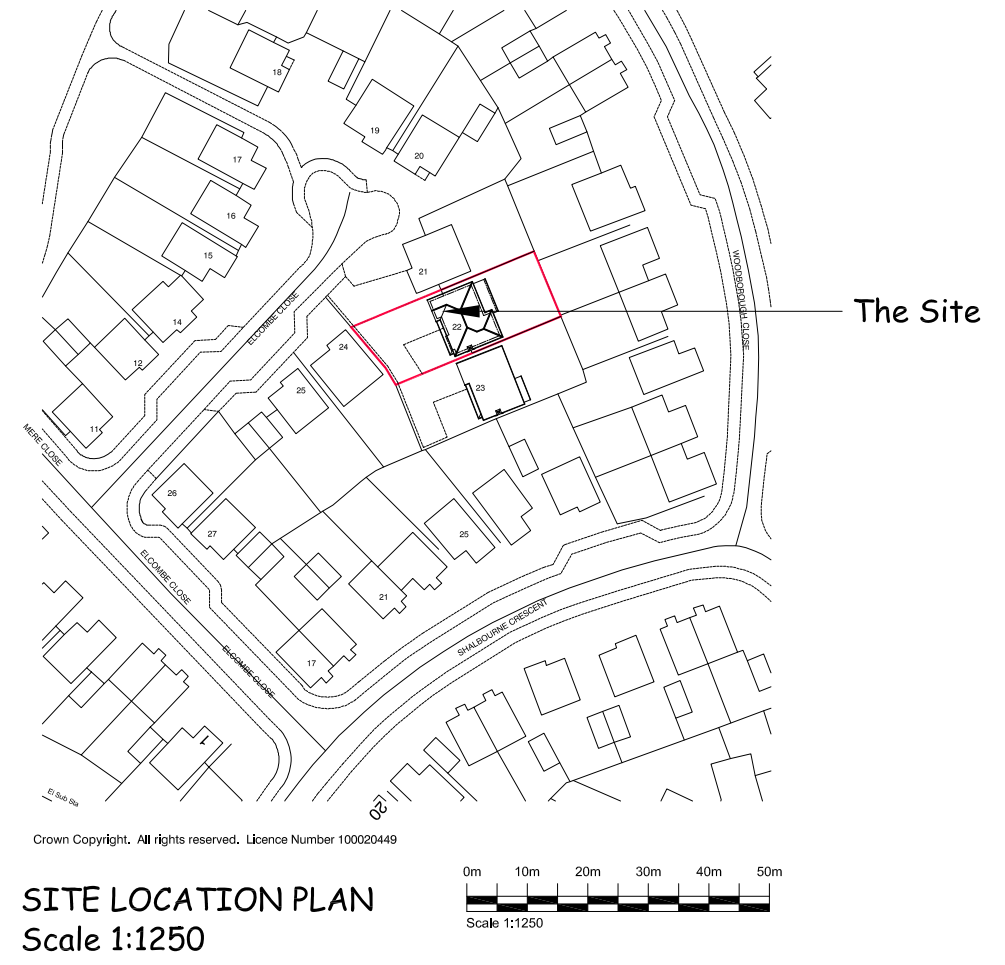 18
19
20
17
16
15
14
12
11
MERE CLOSE
ELCOMBE CLOSE
21
22
23
24
25
WOODBOROUGH CLOSE
The Site
26
27
25
21
17
ELCOMBE CLOSE
ELCOMBE CLOSE
SHALBOURNE CRESCENT
1
El Sub Sta
20
Crown Copyright. All rights reserved. Licence Number 100020449
SITE LOCATION PLAN
Scale 1:1250
0m 10m 20m 30m 40m 50m
Scale 1:1250